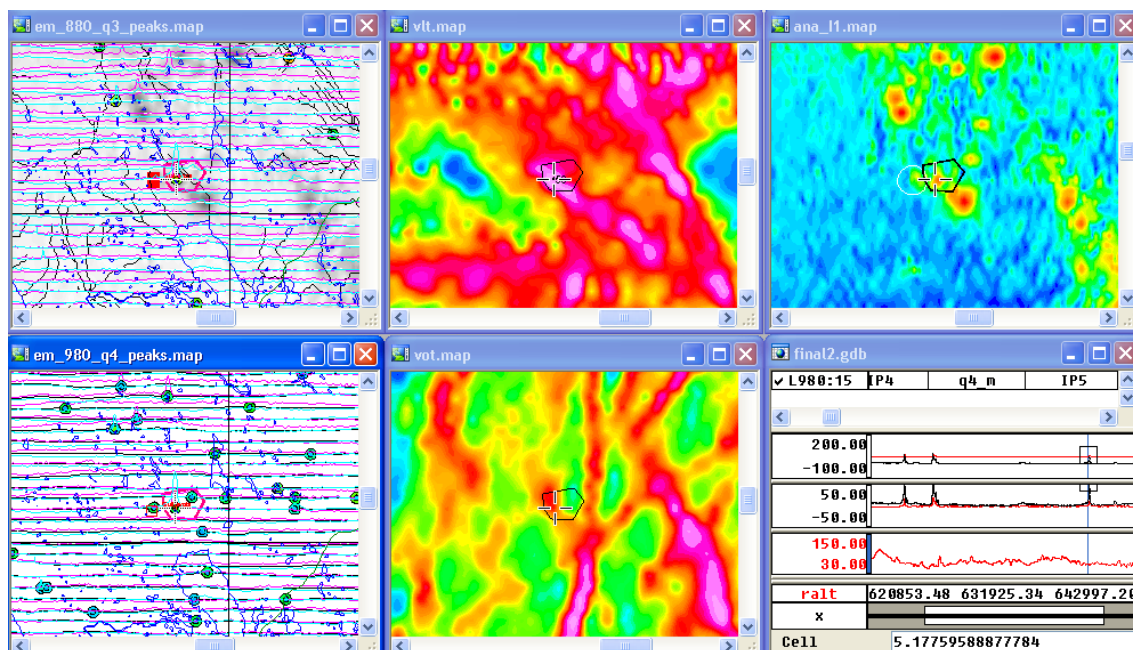 em_880_q3_peaks.map
vlt.map
ana_l1.map
em_980_q4_peaks.map
vot.map
final2.gdb
L980:15 IP4 q4_m IP5
200.00
-100.00
50.00
-50.00
150.00
30.00
ralt 620853.48 631925.34 642997.20
x
Cell 5.17759588877784